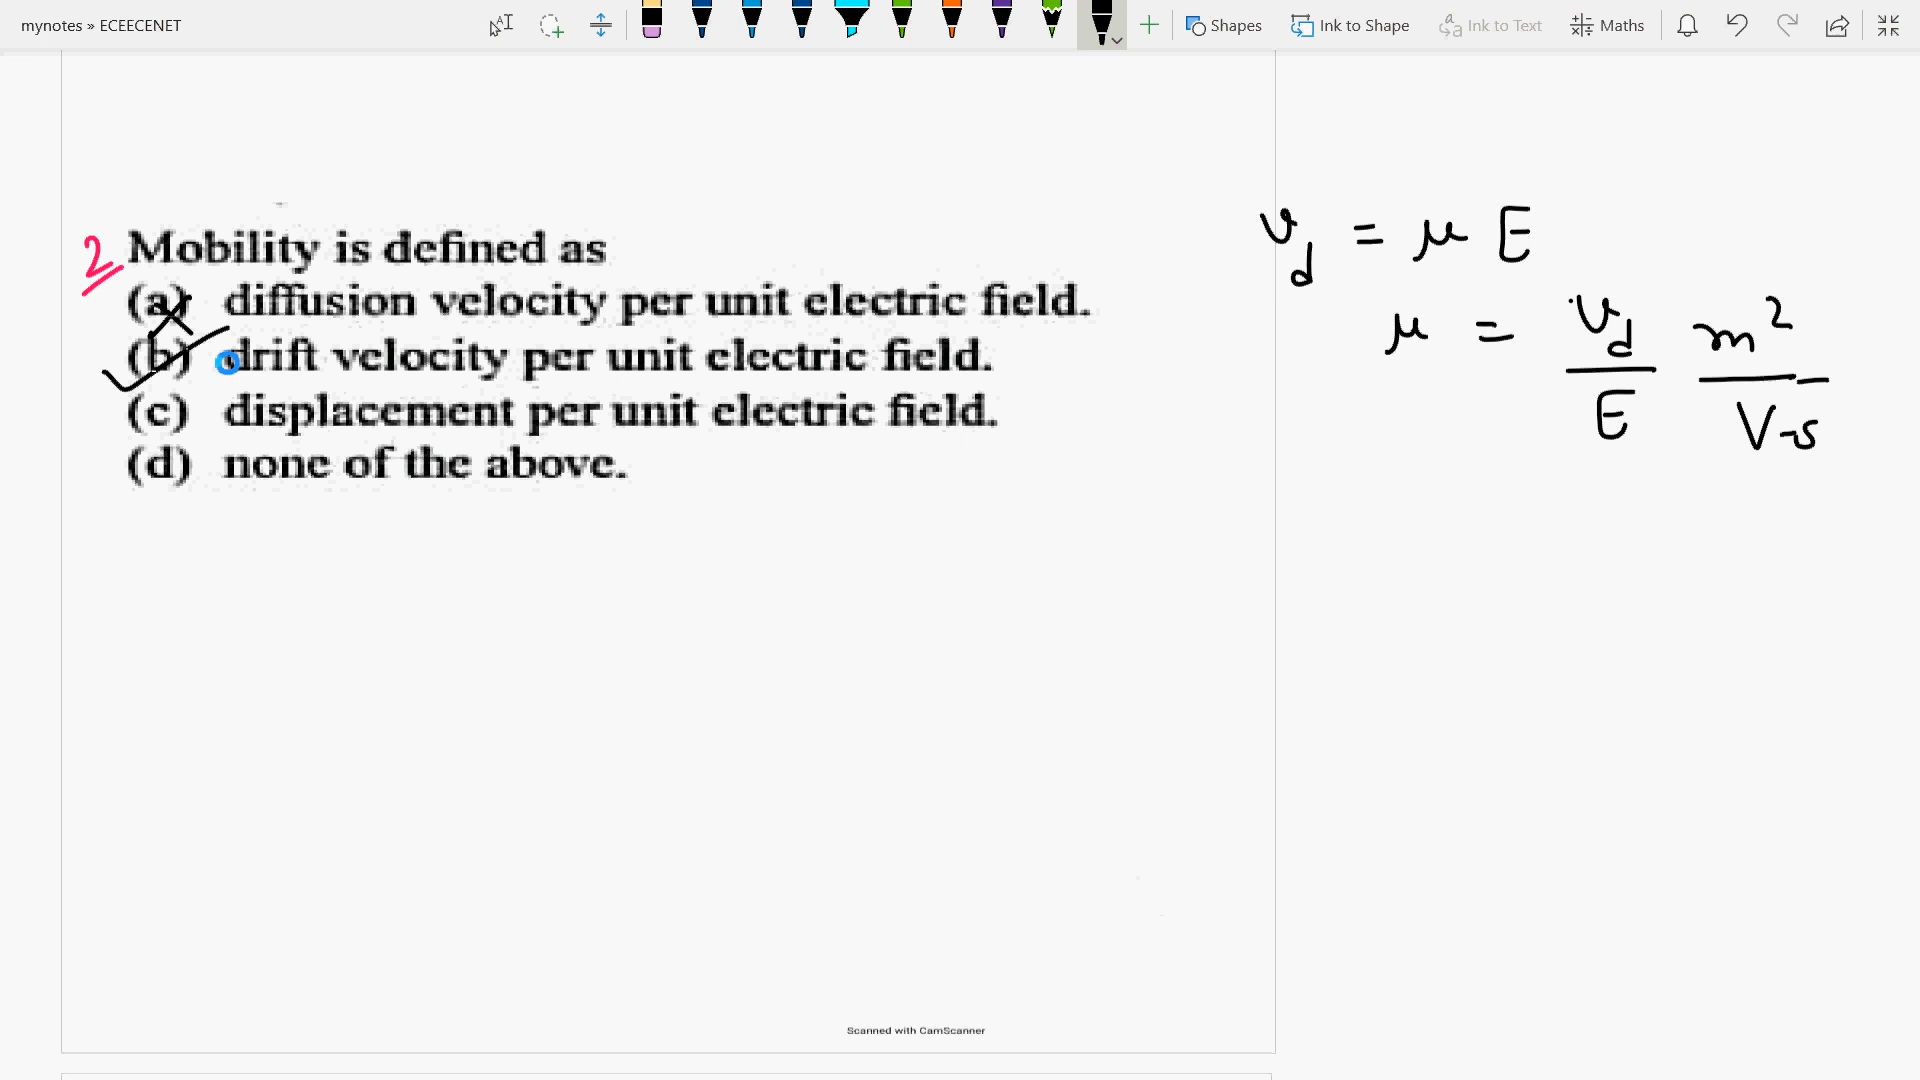 mynotes » ECEECENET
Shapes
Ink to Shape
Ink to Text
Maths
2 Mobility is defined as
(a) diffusion velocity per unit electric field.
(b) drift velocity per unit electric field.
(c) displacement per unit electric field.
(d) none of the above.
v_d = μ E
μ = v_d / E m² / V-s
Scanned with CamScanner